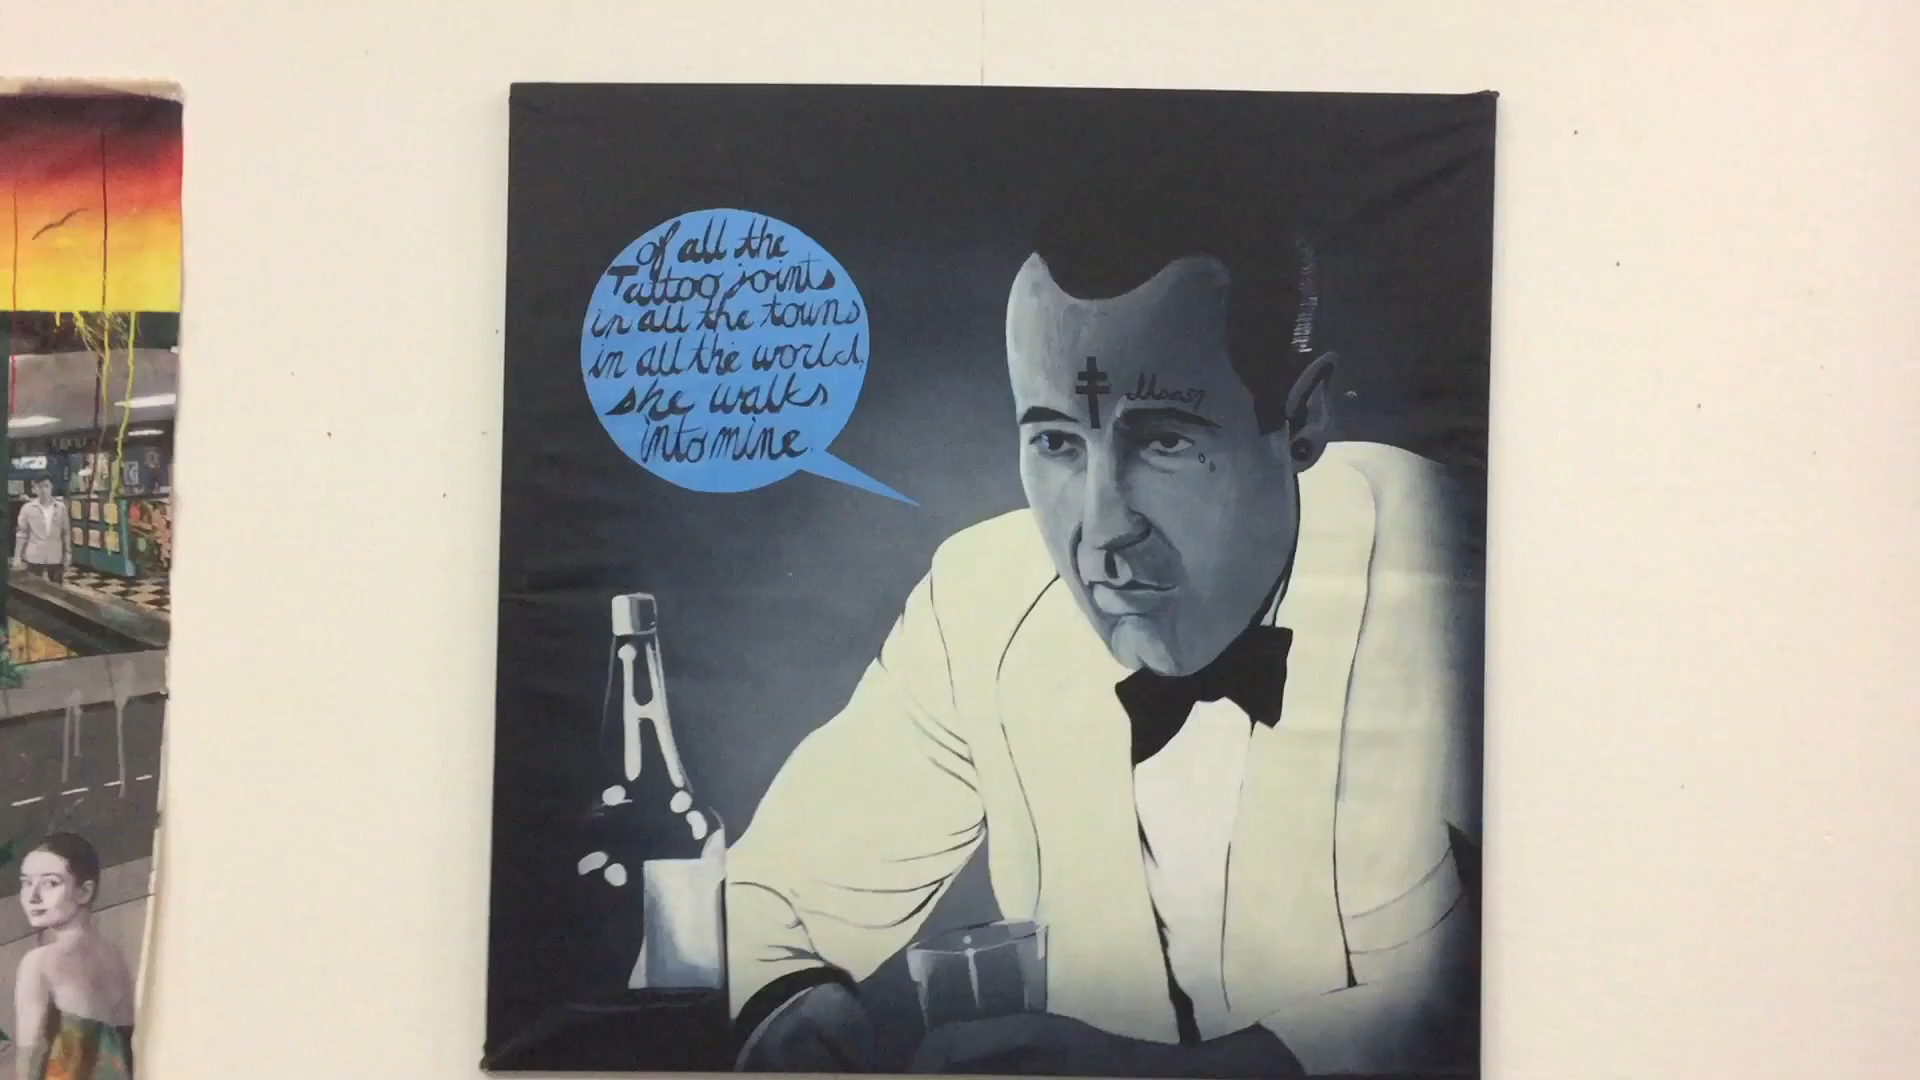 of all the
Tattoo joints
in all the towns
in all the world,
she walks
into mine.